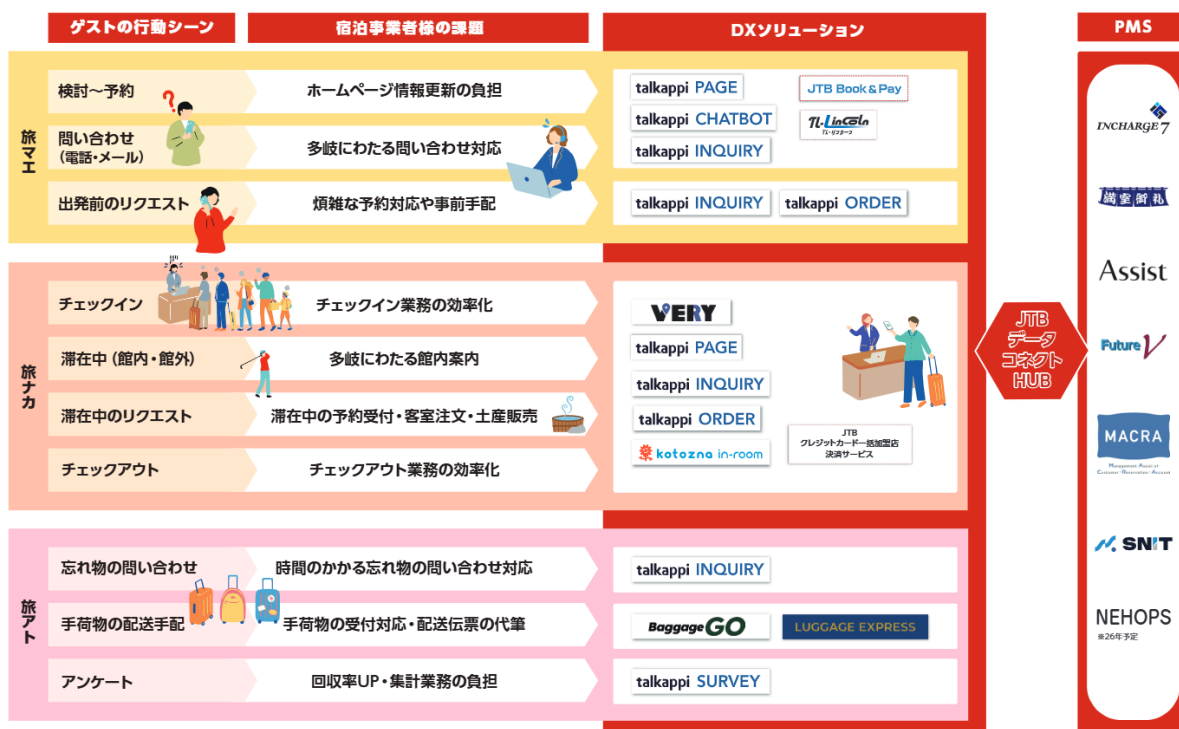 ゲストの行動シーン
宿泊事業者様の課題
DXソリューション
PMS
旅マエ
検討～予約
ホームページ情報更新の負担
問い合わせ
(電話・メール)
多岐にわたる問い合わせ対応
talkappi PAGE
JTB Book & Pay
talkappi CHATBOT
TL-Lincoln
TL-リンカーン
talkappi INQUIRY
出発前のリクエスト
煩雑な予約対応や事前手配
talkappi INQUIRY
talkappi ORDER
旅ナカ
チェックイン
チェックイン業務の効率化
滞在中（館内・館外）
多岐にわたる館内案内
滞在中のリクエスト
滞在中の予約受付・客室注文・土産販売
チェックアウト
チェックアウト業務の効率化
VERY
talkappi PAGE
talkappi INQUIRY
talkappi ORDER
kotozna in-room
JTB
クレジットカード一括加盟店
決済サービス
旅アト
忘れ物の問い合わせ
時間のかかる忘れ物の問い合わせ対応
talkappi INQUIRY
手荷物の配送手配
手荷物の受付対応・配送伝票の代筆
Baggage GO
LUGGAGE EXPRESS
アンケート
回収率UP・集計業務の負担
talkappi SURVEY
JTB
データ
コネクト
HUB
INCHARGE 7
満室御礼
Assist
Future V
MACRA
Management Assist of
Customer・Reservation・Account
SNIT
NEHOPS
※26年予定